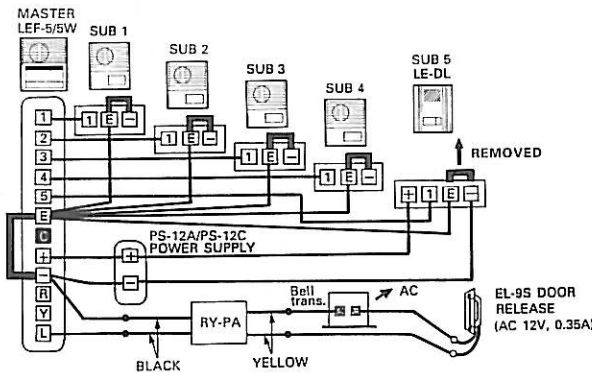 MASTER
LEF-5/5W
SUB 1
SUB 2
SUB 3
SUB 4
SUB 5
LE-DL
REMOVED
1
2
3
4
5
E
C
+
−
R
Y
L
1 E −
1 E −
1 E −
1 E −
+ 1 E −
PS-12A/PS-12C
POWER SUPPLY
+
−
Bell
trans.
AC
RY-PA
BLACK
YELLOW
EL-9S DOOR
RELEASE
(AC 12V, 0.35A)